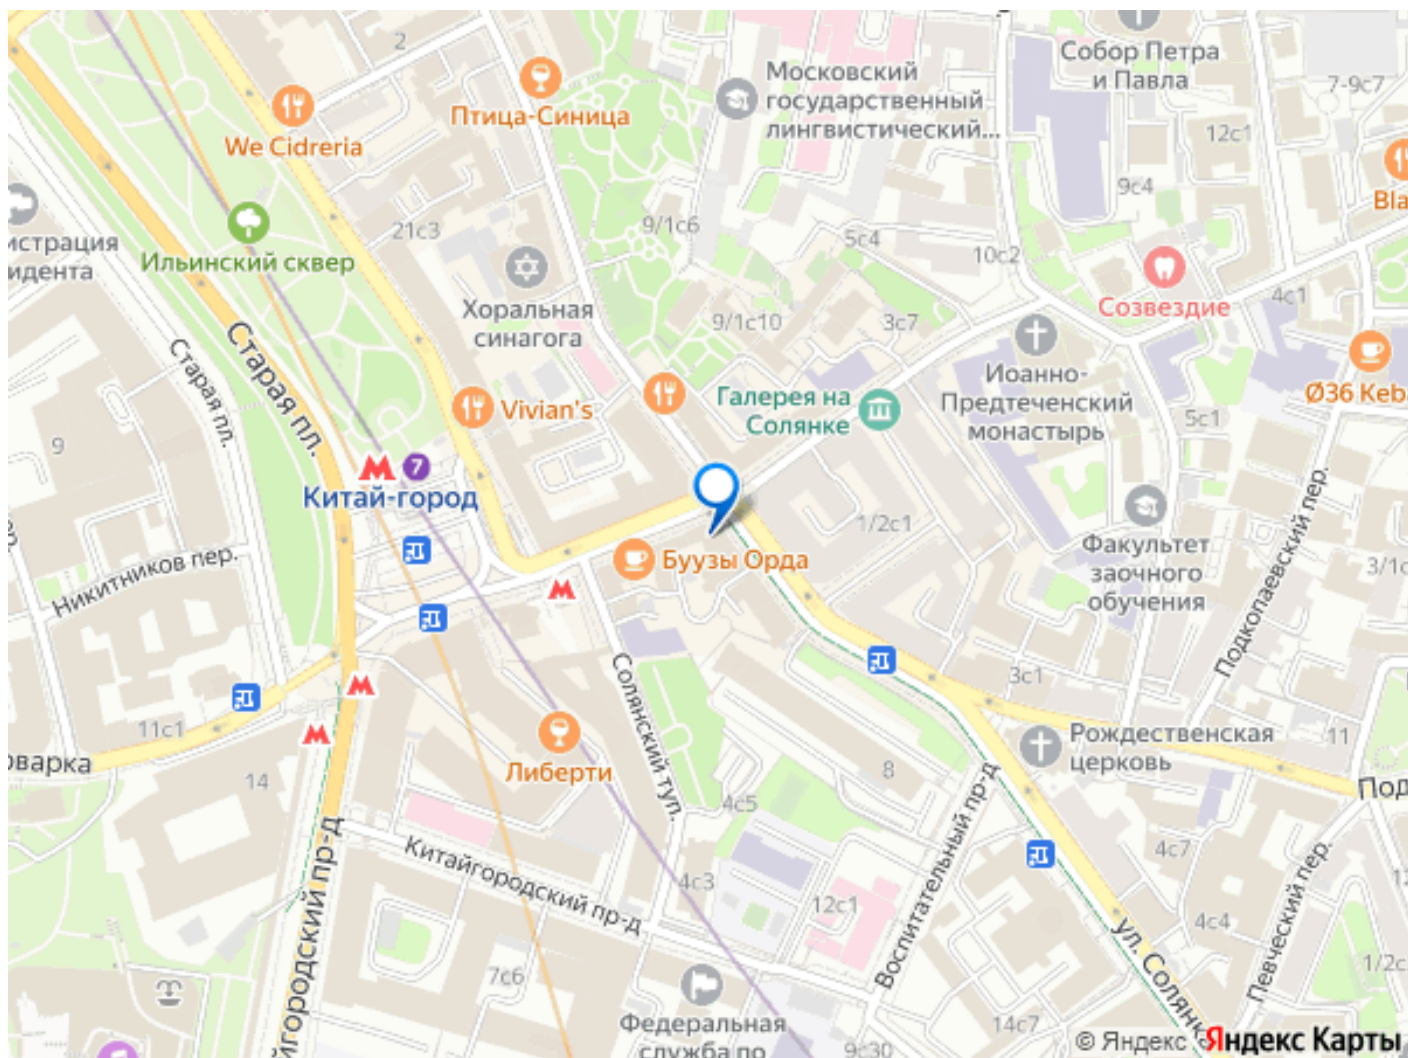 2
Собор Петра
и Павла
Московский
государственный
лингвистический...
7-9с7
Птица-Синица
We Cidreria
12с1
9с4
Bla
истрация
идента
21с3
9/1с6
5с4
10с2
Ильинский сквер
Хоральная
синагога
Созвездие
4с1
9/1с10
3с7
Старая пл.
Старая пл.
Иоанно-
Предтеченский
монастырь
Ø36 Keba
Галерея на
Солянке
Vivian's
5с1
9
7
Китай-город
1/2с1
Подкопаевский пер.
Буузы Орда
Факультет
заочного
обучения
Никитников пер.
3/1с
Солянский туп.
3с1
11с1
Рождественская
церковь
11
оварка
14
Либерти
8
Под
4с5
Воспитательный пр-д
Китайгородский пр-д
4с7
Певческий пер.
4с3
12с1
4с4
ул. Солянка
йгородский пр-д
7с6
1/2с
Федеральная
служба по
14с7
9с30
© Яндекс
Яндекс Карты